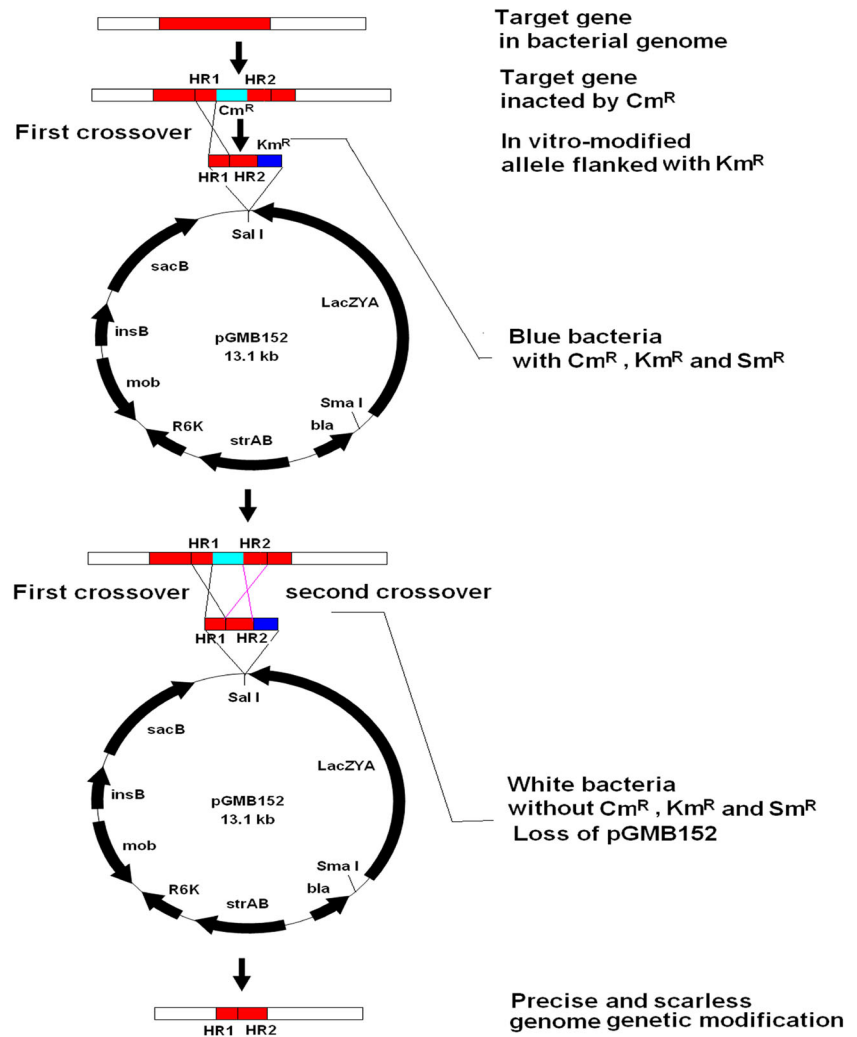 Target gene
in bacterial genome
HR1 HR2
CmR
Target gene
inacted by CmR
First crossover
KmR
In vitro-modified
allele flanked with KmR
HR1 HR2
Sal I
sacB
LacZYA
insB
pGMB152
13.1 kb
mob
Sma I
R6K
strAB
bla
Blue bacteria
with CmR , KmR and SmR
HR1 HR2
First crossover
second crossover
HR1 HR2
Sal I
sacB
LacZYA
insB
pGMB152
13.1 kb
mob
Sma I
R6K
strAB
bla
White bacteria
without CmR , KmR and SmR
Loss of pGMB152
HR1 HR2
Precise and scarless
genome genetic modification